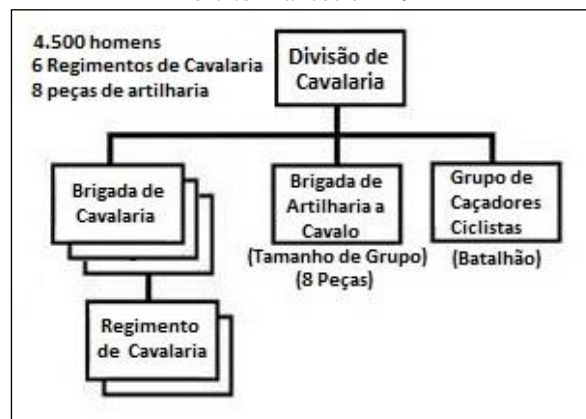 4.500 homens
6 Regimentos de Cavalaria
8 peças de artilharia
Divisão de
Cavalaria
Brigada de
Cavalaria
Brigada de
Artilharia a
Cavalo
(Tamanho de Grupo)
(8 Peças)
Grupo de
Caçadores
Ciclistas
(Batalhão)
Regimento
de Cavalaria